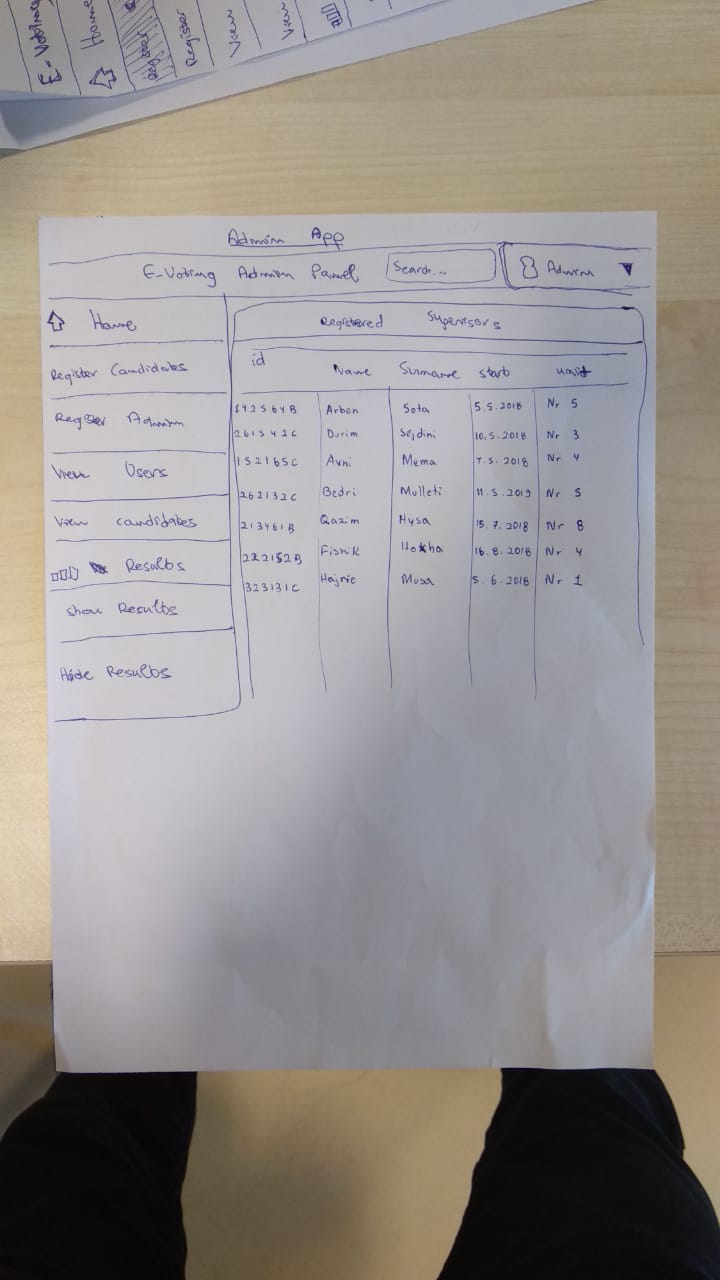 E-Voting
Home
Register
Register
View
View
Admin App
E-Voting Admin Panel
Search...
Admin
Home
Registered Supervisors
Register Candidates
Register Admin
View Users
View candidates
Results
Show Results
Hide Results
id Name Surname start unit
142564B Arben Sota 5.5.2018 Nr 5
261542C Durim Sejdini 10.5.2018 Nr 3
152165C Avni Mema 7.5.2018 Nr 4
262132C Bedri Mulleti 11.5.2019 Nr 5
213461B Qazim Hysa 15.7.2018 Nr 8
222152B Fisnik Hoxha 16.8.2018 Nr 4
323131C Hajrie Musa 5.6.2018 Nr 1